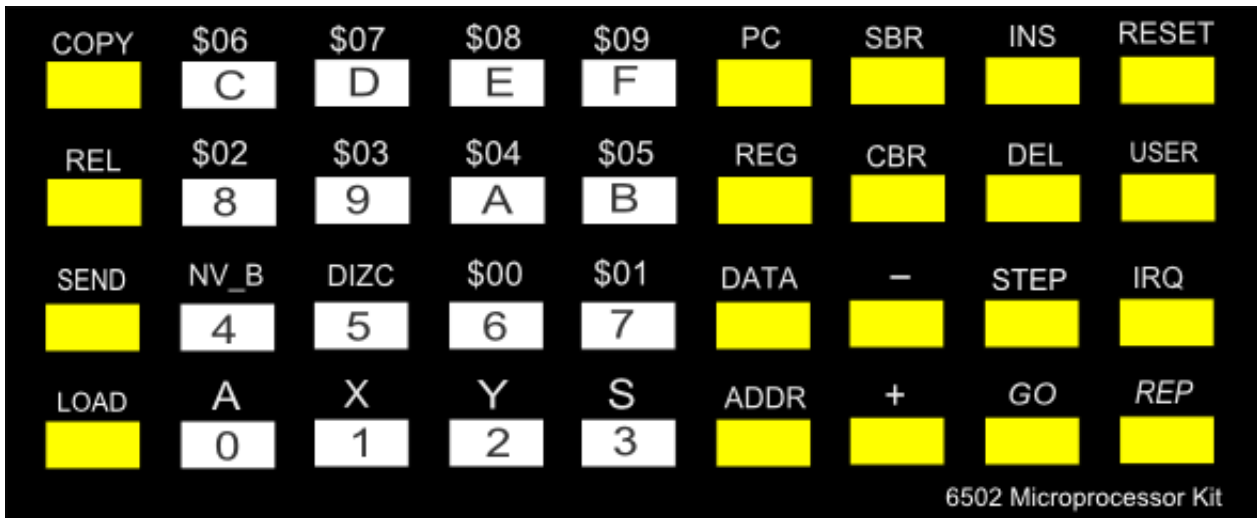 COPY $06 $07 $08 $09 PC SBR INS RESET
C D E F
REL $02 $03 $04 $05 REG CBR DEL USER
8 9 A B
SEND NV_B DIZC $00 $01 DATA – STEP IRQ
4 5 6 7
LOAD A X Y S ADDR + GO REP
0 1 2 3
6502 Microprocessor Kit